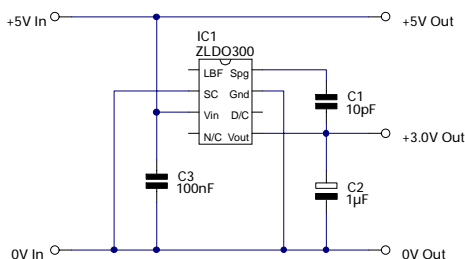 +5V In
+5V Out
IC1
ZLDO300
LBF Spg
SC Gnd
Vin D/C
N/C Vout
C1
10pF
+3.0V Out
C3
100nF
C2
1µF
0V In
0V Out